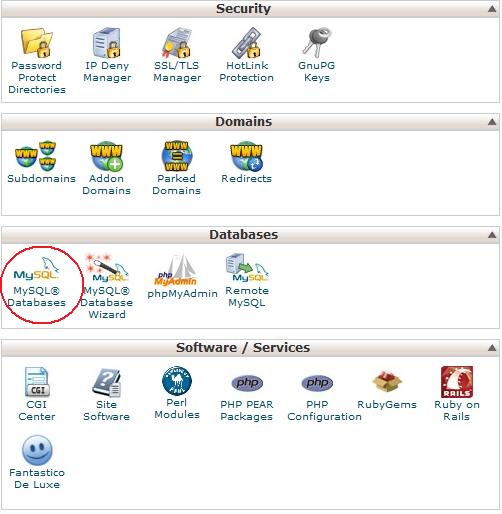 Security
Password
Protect
Directories
IP Deny
Manager
SSL/TLS
Manager
HotLink
Protection
GnuPG
Keys
Domains
WWW
WWW
WWW
Subdomains
WWW
Addon
Domains
WWW
WWW
Parked
Domains
WWW
Redirects
Databases
MySQL
MySQL®
Databases
MySQL
MySQL®
Database
Wizard
php
MyAdmin
phpMyAdmin
MySQL
Remote
MySQL
Software / Services
CGI
CGI
Center
Site
Software
Perl
Modules
php
PHP PEAR
Packages
php
PHP
Configuration
RubyGems
RAILS
Ruby on
Rails
Fantastico
De Luxe